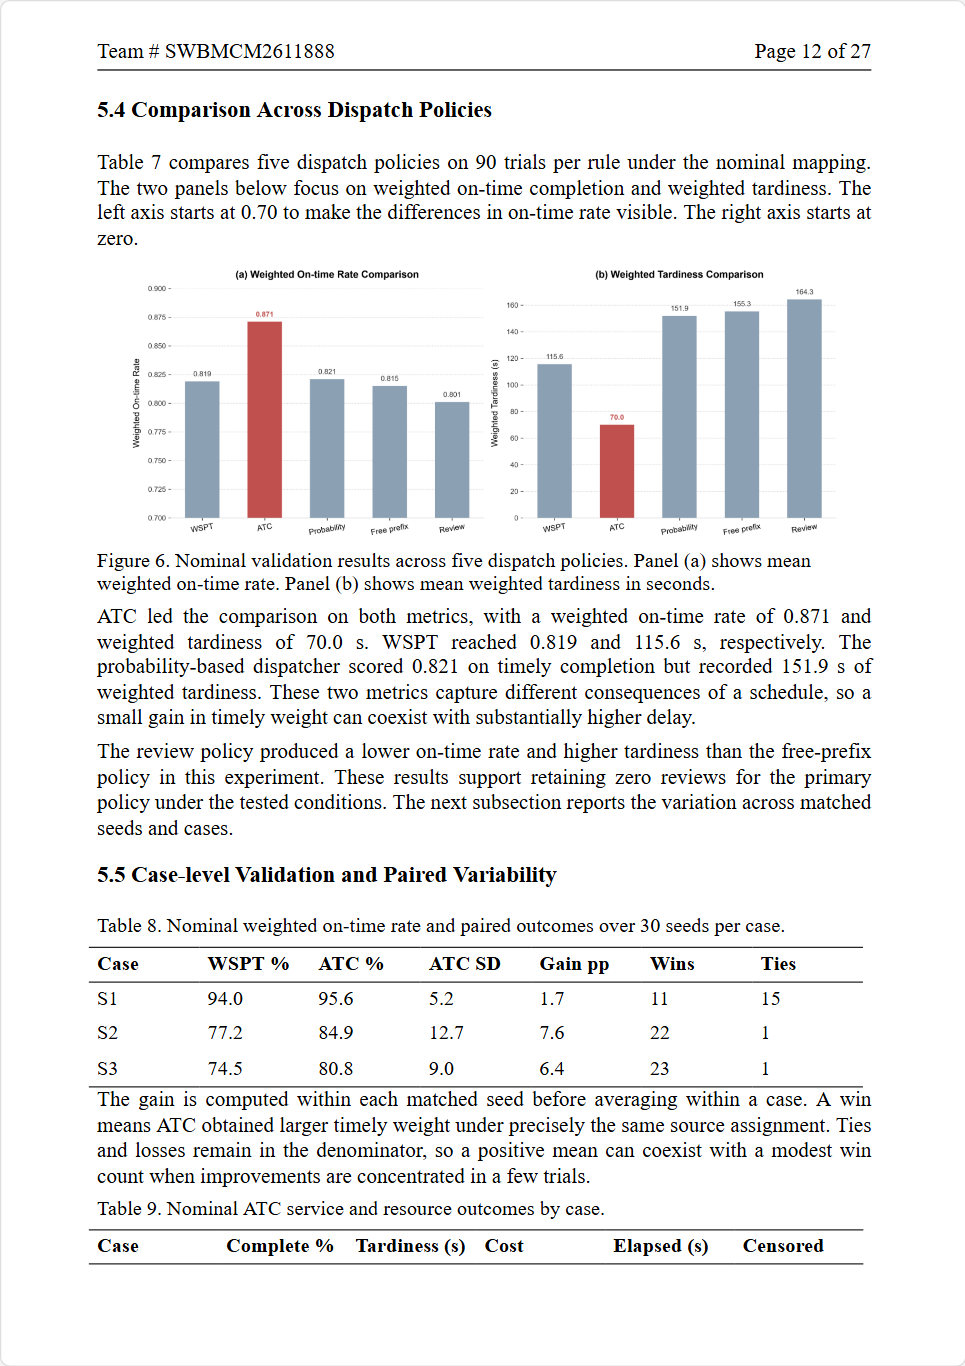 Team # SWBMCM2611888 Page 12 of 27
5.4 Comparison Across Dispatch Policies
Table 7 compares five dispatch policies on 90 trials per rule under the nominal mapping.
The two panels below focus on weighted on-time completion and weighted tardiness. The
left axis starts at 0.70 to make the differences in on-time rate visible. The right axis starts at
zero.
(a) Weighted On-time Rate Comparison
Weighted On-time Rate
0.900
0.875
0.850
0.825
0.800
0.775
0.750
0.725
0.700
0.819
0.871
0.821
0.815
0.801
WSPT
ATC
Probability
Free prefix
Review
(b) Weighted Tardiness Comparison
Weighted Tardiness (s)
160
140
120
100
80
60
40
20
0
115.6
70.0
151.9
155.3
164.3
WSPT
ATC
Probability
Free prefix
Review
Figure 6. Nominal validation results across five dispatch policies. Panel (a) shows mean
weighted on-time rate. Panel (b) shows mean weighted tardiness in seconds.
ATC led the comparison on both metrics, with a weighted on-time rate of 0.871 and
weighted tardiness of 70.0 s. WSPT reached 0.819 and 115.6 s, respectively. The
probability-based dispatcher scored 0.821 on timely completion but recorded 151.9 s of
weighted tardiness. These two metrics capture different consequences of a schedule, so a
small gain in timely weight can coexist with substantially higher delay.
The review policy produced a lower on-time rate and higher tardiness than the free-prefix
policy in this experiment. These results support retaining zero reviews for the primary
policy under the tested conditions. The next subsection reports the variation across matched
seeds and cases.
5.5 Case-level Validation and Paired Variability
Table 8. Nominal weighted on-time rate and paired outcomes over 30 seeds per case.
Case WSPT % ATC % ATC SD Gain pp Wins Ties
S1 94.0 95.6 5.2 1.7 11 15
S2 77.2 84.9 12.7 7.6 22 1
S3 74.5 80.8 9.0 6.4 23 1
The gain is computed within each matched seed before averaging within a case. A win
means ATC obtained larger timely weight under precisely the same source assignment. Ties
and losses remain in the denominator, so a positive mean can coexist with a modest win
count when improvements are concentrated in a few trials.
Table 9. Nominal ATC service and resource outcomes by case.
Case Complete % Tardiness (s) Cost Elapsed (s) Censored